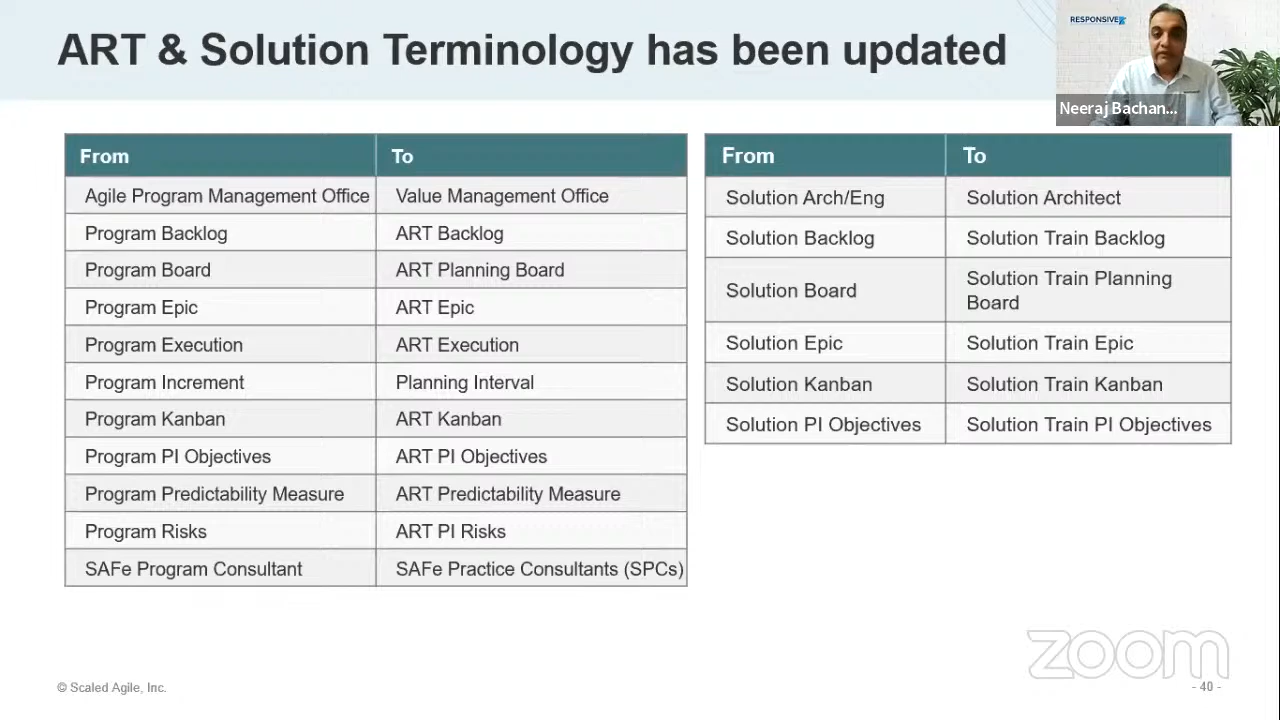 ART & Solution Terminology has been updated
RESPONSIVE
Neeraj Bachan...
From To
Agile Program Management Office Value Management Office
Program Backlog ART Backlog
Program Board ART Planning Board
Program Epic ART Epic
Program Execution ART Execution
Program Increment Planning Interval
Program Kanban ART Kanban
Program PI Objectives ART PI Objectives
Program Predictability Measure ART Predictability Measure
Program Risks ART PI Risks
SAFe Program Consultant SAFe Practice Consultants (SPCs)
From To
Solution Arch/Eng Solution Architect
Solution Backlog Solution Train Backlog
Solution Board Solution Train Planning
Board
Solution Epic Solution Train Epic
Solution Kanban Solution Train Kanban
Solution PI Objectives Solution Train PI Objectives
zoom
© Scaled Agile, Inc.
- 40 -